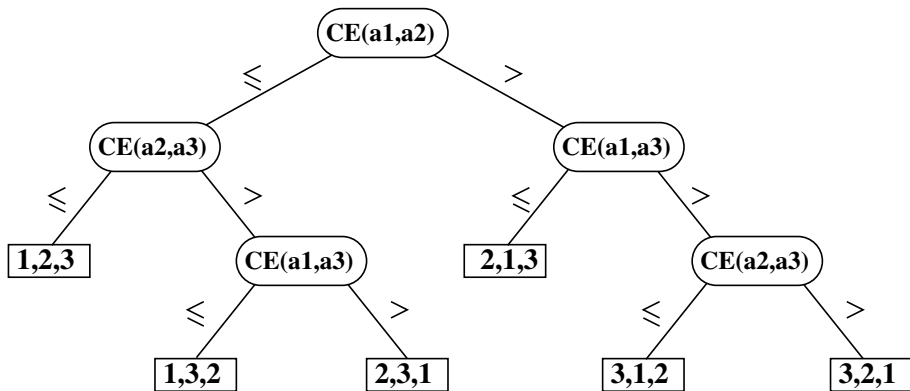 CE(a1,a2)
≤ >
CE(a2,a3) CE(a1,a3)
≤ > ≤ >
1,2,3 CE(a1,a3) 2,1,3 CE(a2,a3)
≤ > ≤ >
1,3,2 2,3,1 3,1,2 3,2,1